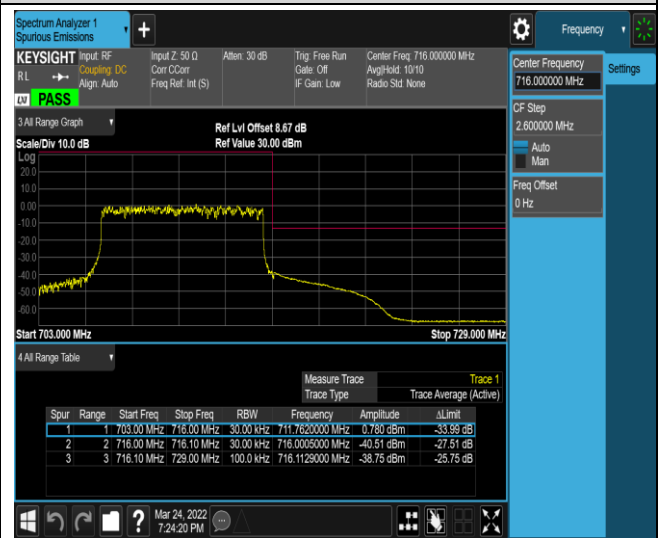 Spectrum Analyzer 1
Spurious Emissions
Frequency
KEYSIGHT Input: RF Input Z: 50 Ω Atten: 30 dB Trig: Free Run Center Freq: 716.000000 MHz
RL Coupling: DC Corr CCorr Gate: Off Avg|Hold: 10/10
Align: Auto Freq Ref: Int (S) IF Gain: Low Radio Std: None
LXI PASS
Center Frequency
716.000000 MHz
Settings
CF Step
2.600000 MHz
Auto
Man
Freq Offset
0 Hz
3 All Range Graph
Ref Lvl Offset 8.67 dB
Scale/Div 10.0 dB Ref Value 30.00 dBm
Log
20.0
10.0
0.00
-10.0
-20.0
-30.0
-40.0
-50.0
-60.0
Start 703.000 MHz Stop 729.000 MHz
4 All Range Table
Measure Trace Trace 1
Trace Type Trace Average (Active)
Spur Range Start Freq Stop Freq RBW Frequency Amplitude ΔLimit
1 1 703.00 MHz 716.00 MHz 30.00 kHz 711.7620000 MHz 0.780 dBm -33.99 dB
2 2 716.00 MHz 716.10 MHz 30.00 kHz 716.0005000 MHz -40.51 dBm -27.51 dB
3 3 716.10 MHz 729.00 MHz 100.0 kHz 716.1129000 MHz -38.75 dBm -25.75 dB
Mar 24, 2022
7:24:20 PM